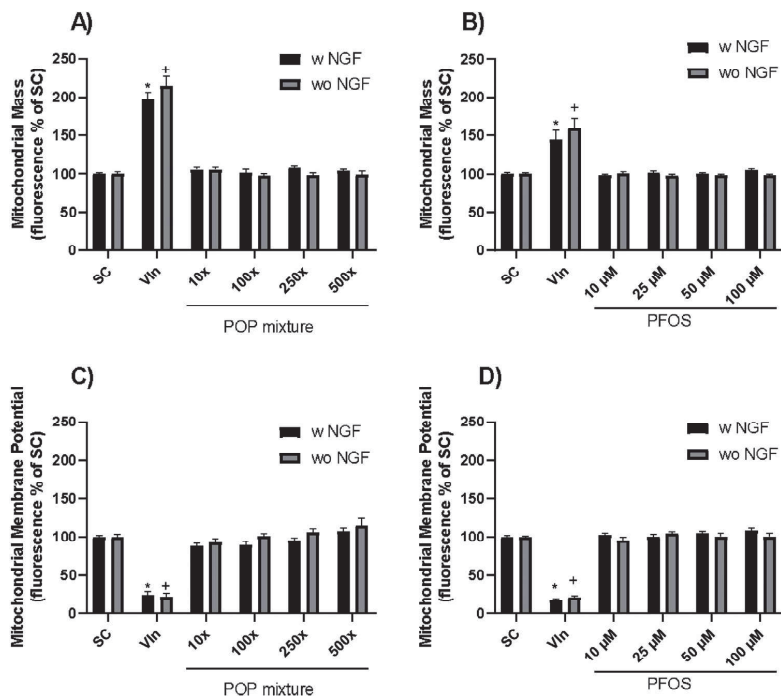 A)
Mitochondrial Mass
(fluorescence % of SC)
250
200
150
100
50
0
w NGF
wo NGF
*
+
SC
Vln
10x
100x
250x
500x
POP mixture
B)
Mitochondrial Mass
(fluorescence % of SC)
250
200
150
100
50
0
w NGF
wo NGF
*
+
SC
Vln
10 µM
25 µM
50 µM
100 µM
PFOS
C)
Mitochondrial Membrane Potential
(fluorescence % of SC)
250
200
150
100
50
0
w NGF
wo NGF
*
+
SC
Vln
10x
100x
250x
500x
POP mixture
D)
Mitochondrial Membrane Potential
(fluorescence % of SC)
250
200
150
100
50
0
w NGF
wo NGF
*
+
SC
Vln
10 µM
25 µM
50 µM
100 µM
PFOS